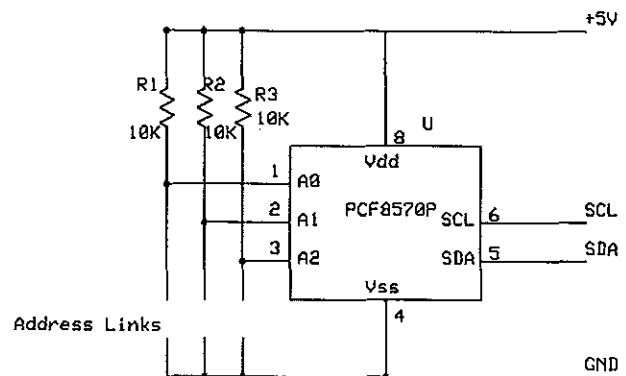 +5V
R1
R2
R3
10K
10K
10K
U
8
Vdd
1
A0
2
A1
PCF8570P
SCL
6
SCL
3
A2
SDA
5
SDA
Vss
4
Address Links
GND